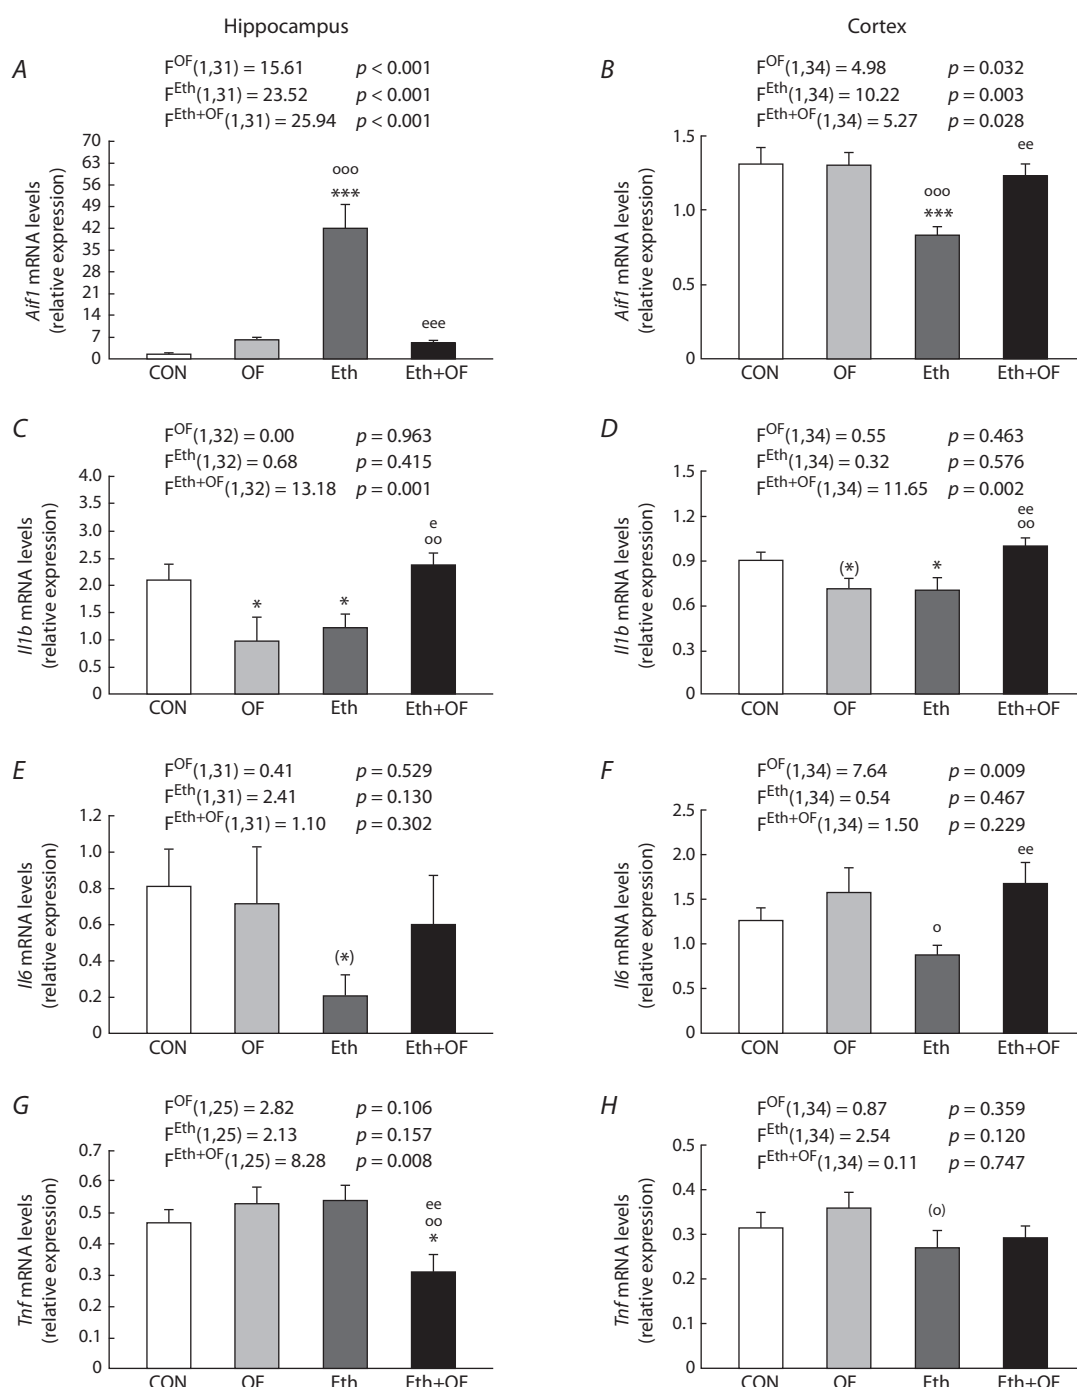 Hippocampus
Cortex
A
F^OF(1,31) = 15.61 p < 0.001
F^Eth(1,31) = 23.52 p < 0.001
F^Eth+OF(1,31) = 25.94 p < 0.001
Aif1 mRNA levels
(relative expression)
70
63
56
49
42
35
28
21
14
7
0
ooo
***
eee
CON OF Eth Eth+OF
B
F^OF(1,34) = 4.98 p = 0.032
F^Eth(1,34) = 10.22 p = 0.003
F^Eth+OF(1,34) = 5.27 p = 0.028
Aif1 mRNA levels
(relative expression)
1.5
1.0
0.5
0
ooo
***
ee
CON OF Eth Eth+OF
C
F^OF(1,32) = 0.00 p = 0.963
F^Eth(1,32) = 0.68 p = 0.415
F^Eth+OF(1,32) = 13.18 p = 0.001
Il1b mRNA levels
(relative expression)
4.0
3.5
3.0
2.5
2.0
1.5
1.0
0.5
0
*
*
e
oo
CON OF Eth Eth+OF
D
F^OF(1,34) = 0.55 p = 0.463
F^Eth(1,34) = 0.32 p = 0.576
F^Eth+OF(1,34) = 11.65 p = 0.002
Il1b mRNA levels
(relative expression)
1.5
1.2
0.9
0.6
0.3
0
(*)
*
ee
oo
CON OF Eth Eth+OF
E
F^OF(1,31) = 0.41 p = 0.529
F^Eth(1,31) = 2.41 p = 0.130
F^Eth+OF(1,31) = 1.10 p = 0.302
Il6 mRNA levels
(relative expression)
1.2
1.0
0.8
0.6
0.4
0.2
0
(*)
CON OF Eth Eth+OF
F
F^OF(1,34) = 7.64 p = 0.009
F^Eth(1,34) = 0.54 p = 0.467
F^Eth+OF(1,34) = 1.50 p = 0.229
Il6 mRNA levels
(relative expression)
2.5
2.0
1.5
1.0
0.5
0
o
ee
CON OF Eth Eth+OF
G
F^OF(1,25) = 2.82 p = 0.106
F^Eth(1,25) = 2.13 p = 0.157
F^Eth+OF(1,25) = 8.28 p = 0.008
Tnf mRNA levels
(relative expression)
0.7
0.6
0.5
0.4
0.3
0.2
0.1
0
ee
oo
*
CON OF Eth Eth+OF
H
F^OF(1,34) = 0.87 p = 0.359
F^Eth(1,34) = 2.54 p = 0.120
F^Eth+OF(1,34) = 0.11 p = 0.747
Tnf mRNA levels
(relative expression)
0.5
0.4
0.3
0.2
0.1
0
(o)
CON OF Eth Eth+OF